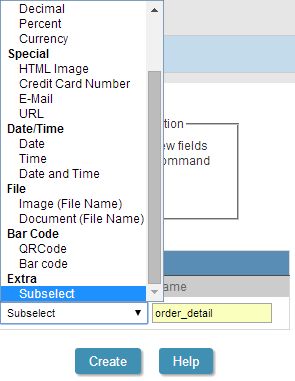 Decimal
Percent
Currency
Special
HTML Image
Credit Card Number
E-Mail
URL
tion
Date/Time
ew fields
Date
ommand
Time
Date and Time
File
Image (File Name)
Document (File Name)
Bar Code
QRCode
Bar code
Extra
Subselect
ame
Subselect
order_detail
Create
Help